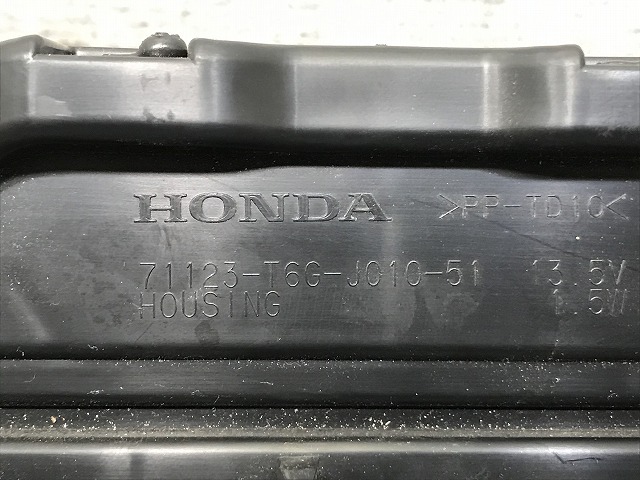 HONDA >PP-TD10<
71123-T6G-J010-51 13.5V
HOUSING 1.5W